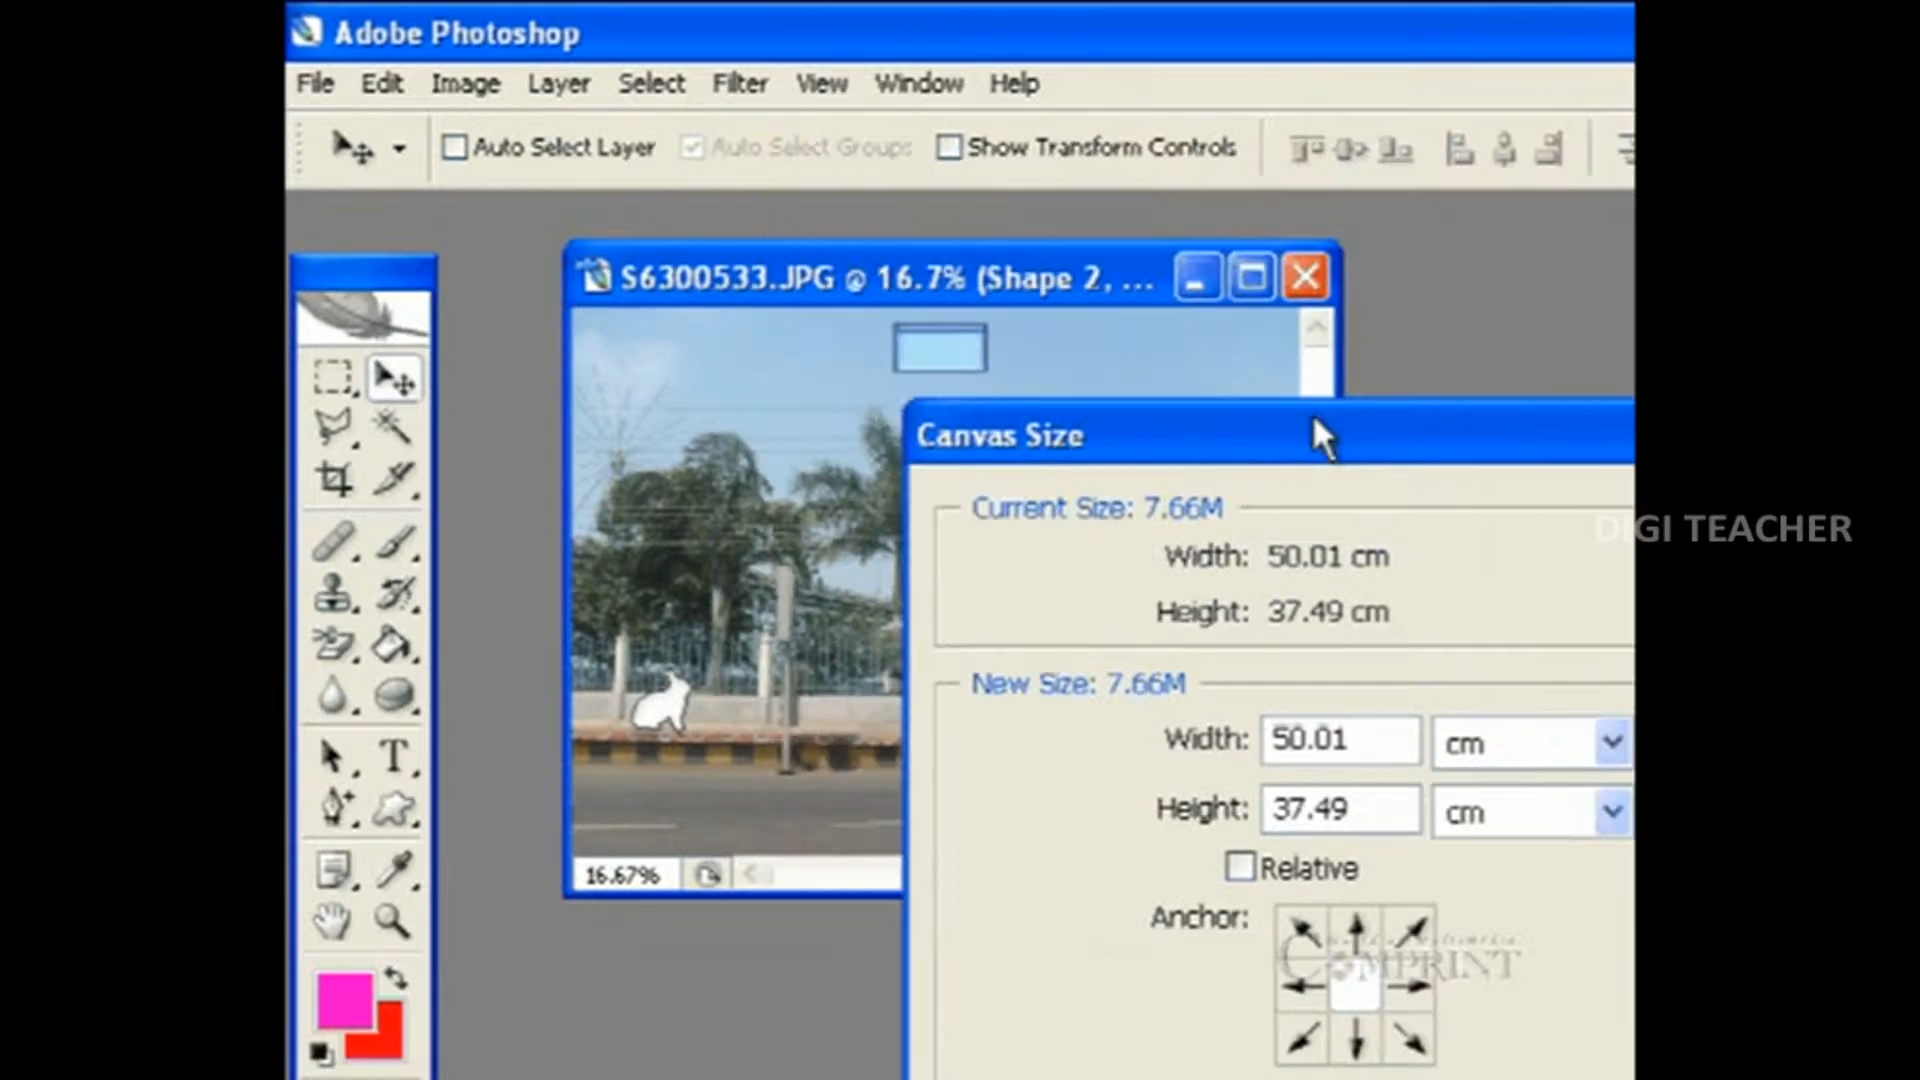 Adobe Photoshop
File Edit Image Layer Select Filter View Window Help
Auto Select Layer Auto Select Groups Show Transform Controls
S6300533.JPG @ 16.7% (Shape 2, ...
Canvas Size
Current Size: 7.66M
Width: 50.01 cm
Height: 37.49 cm
DIGI TEACHER
New Size: 7.66M
Width: 50.01 cm
Height: 37.49 cm
Relative
Anchor:
16.67%
COMPRINT